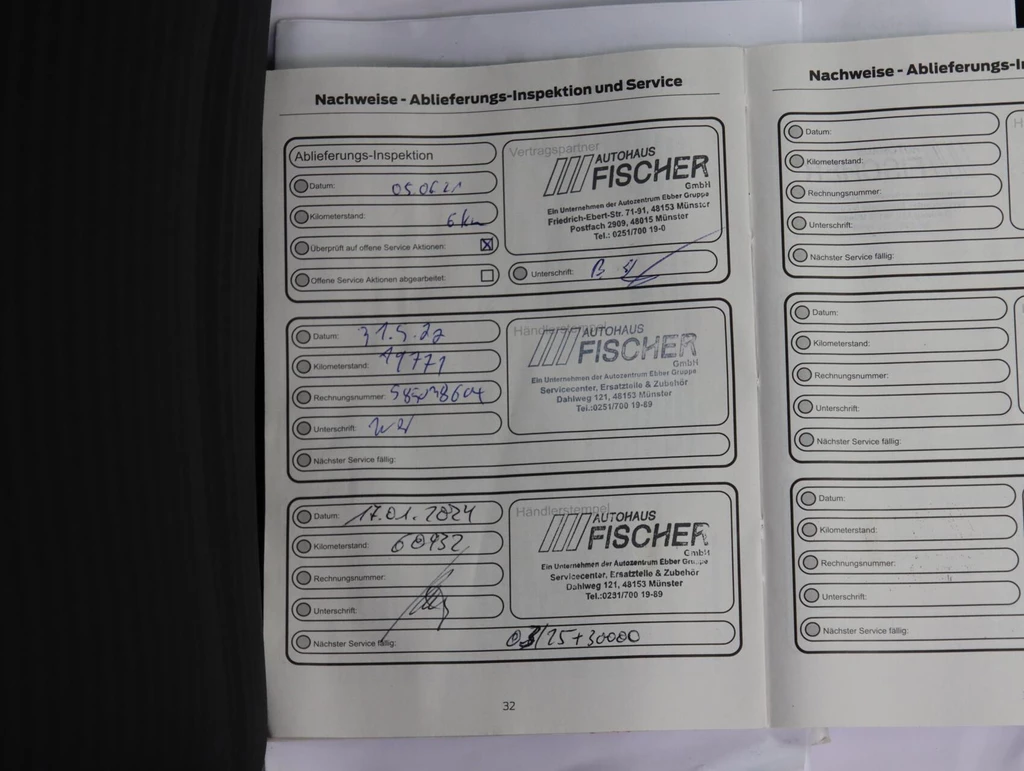 Nachweise - Ablieferungs-Inspektion und Service
Ablieferungs-Inspektion
Datum: 05.06.21
Kilometerstand: 6 km
Überprüft auf offene Service Aktionen:
Offene Service Aktionen abgearbeitet:
Vertragspartner
AUTOHAUS
FISCHER
GmbH
Ein Unternehmen der Autozentrum Ebber Gruppe
Friedrich-Ebert-Str. 71-91, 48153 Münster
Postfach 2909, 48015 Münster
Tel.: 0251/700 19-0
Unterschrift:
Datum: 31.5.22
Kilometerstand: 19771
Rechnungsnummer:
Unterschrift:
Nächster Service fällig:
Händlerstempel
AUTOHAUS
FISCHER
GmbH
Ein Unternehmen der Autozentrum Ebber Gruppe
Servicecenter, Ersatzteile & Zubehör
Dahlweg 121, 48153 Münster
Tel.:0251/700 19-89
Datum: 17.01.2024
Kilometerstand: 60932
Rechnungsnummer:
Unterschrift:
Nächster Service fällig: 03/25+30000
Händlerstempel
AUTOHAUS
FISCHER
GmbH
Ein Unternehmen der Autozentrum Ebber Gruppe
Servicecenter, Ersatzteile & Zubehör
Dahlweg 121, 48153 Münster
Tel.:0251/700 19-89
32
Nachweise - Ablieferungs-I
Datum:
Kilometerstand:
Rechnungsnummer:
Unterschrift:
Nächster Service fällig:
Datum:
Kilometerstand:
Rechnungsnummer:
Unterschrift:
Nächster Service fällig:
Datum:
Kilometerstand:
Rechnungsnummer:
Unterschrift:
Nächster Service fällig: